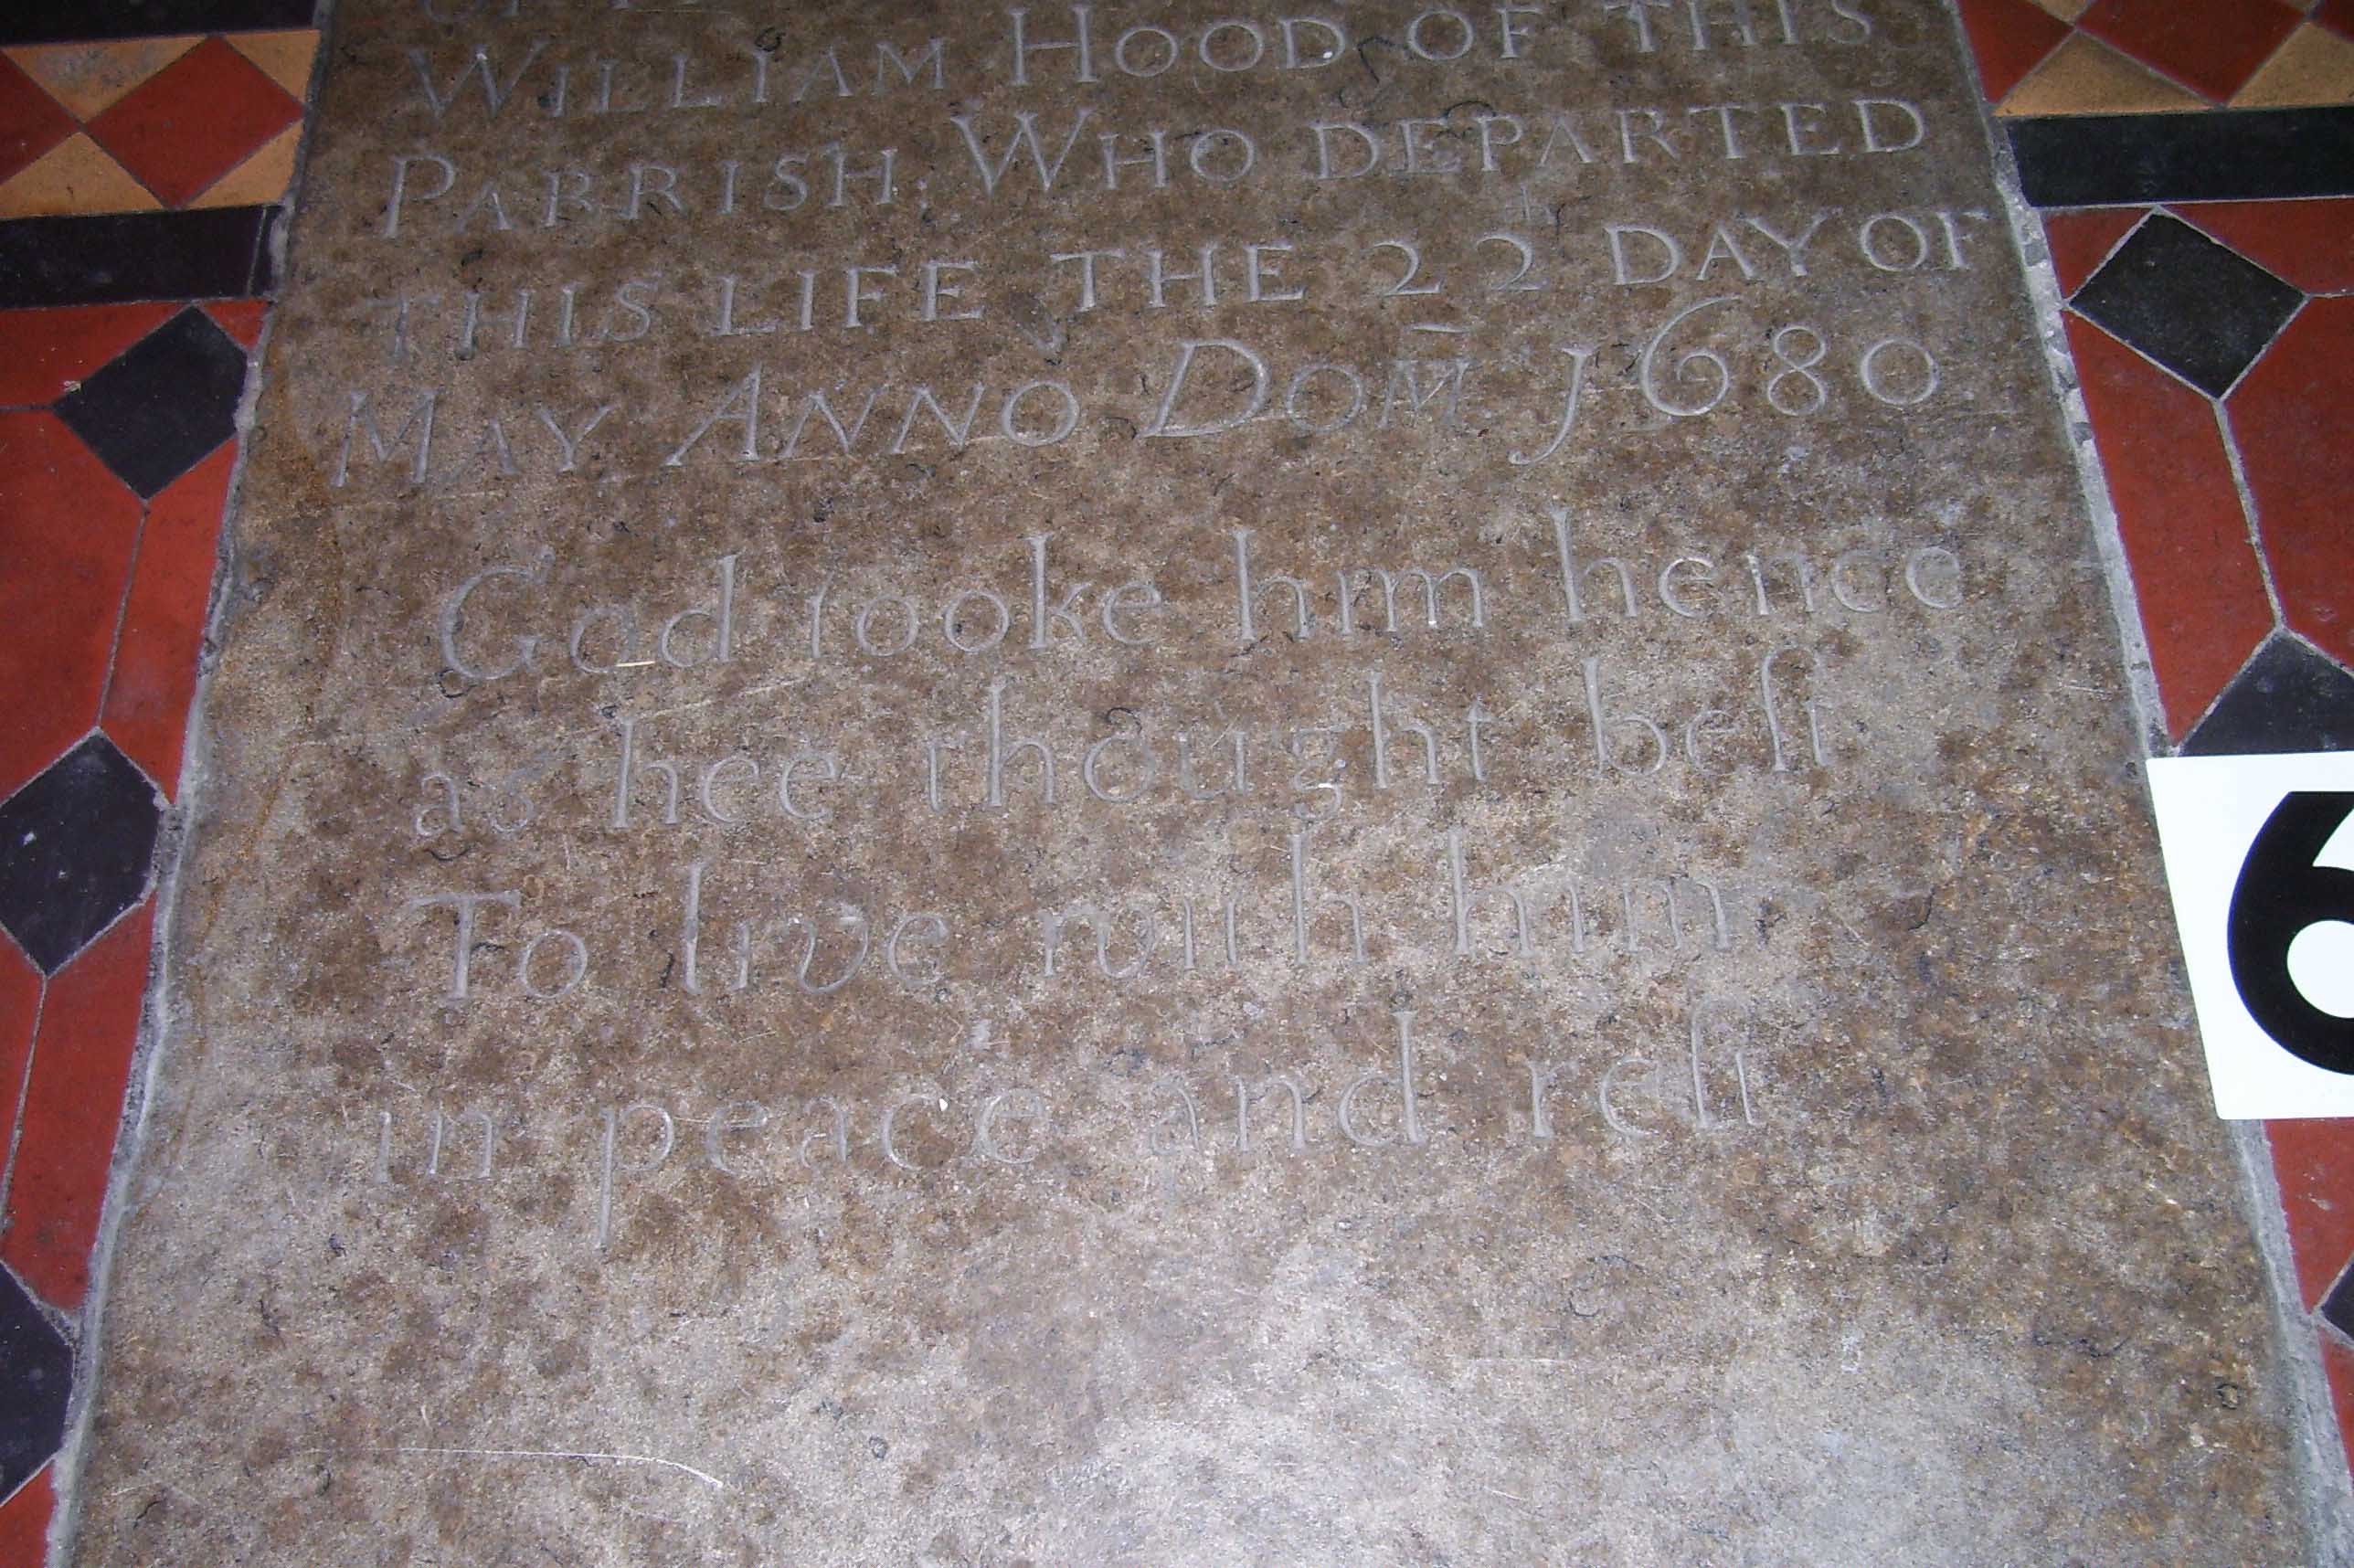 WILLIAM HOOD OF THIS
PARRISH WHO DEPARTED
THIS LIFE THE 22 DAY OF
MAY ANNO DOM̄ 1680
God tooke him hence
as hee thought beſt
To live with him
in peace and reſt
6